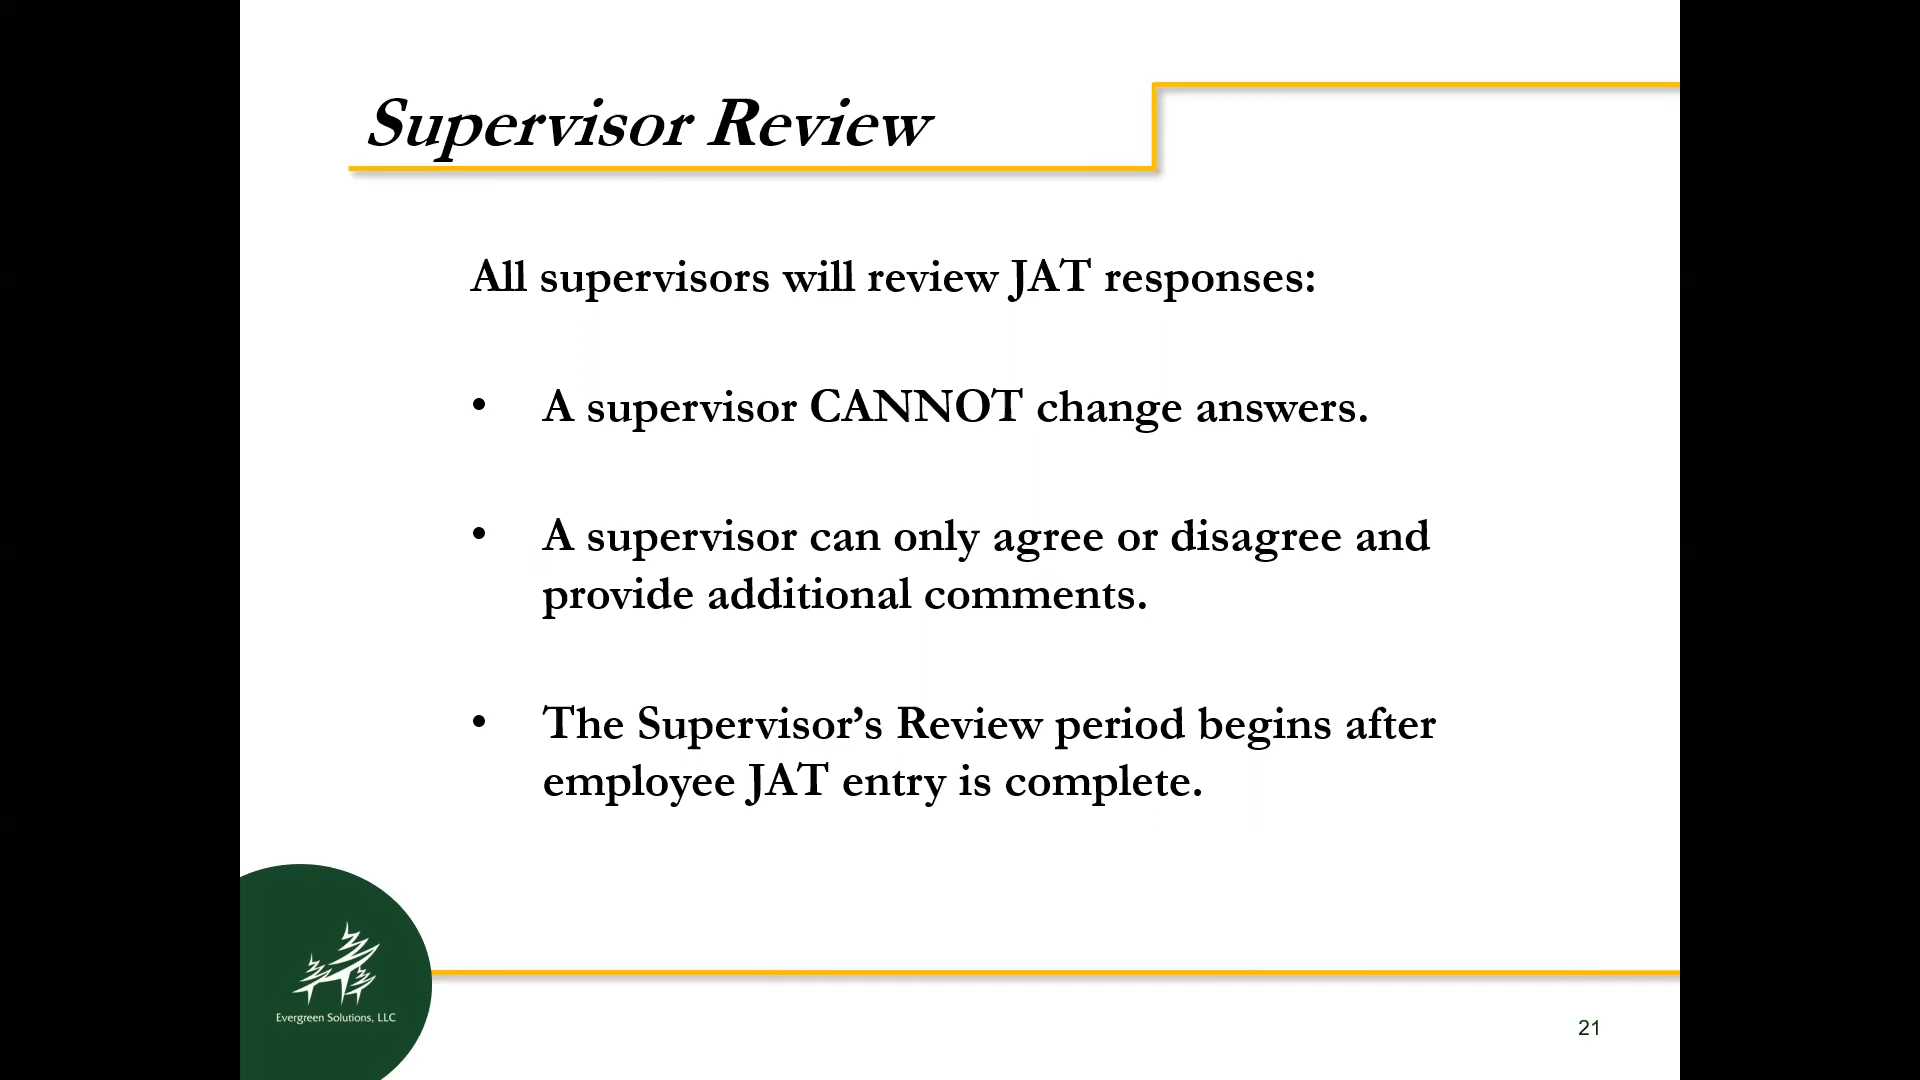 Supervisor Review
All supervisors will review JAT responses:
• A supervisor CANNOT change answers.
• A supervisor can only agree or disagree and
provide additional comments.
• The Supervisor’s Review period begins after
employee JAT entry is complete.
Evergreen Solutions, LLC
21